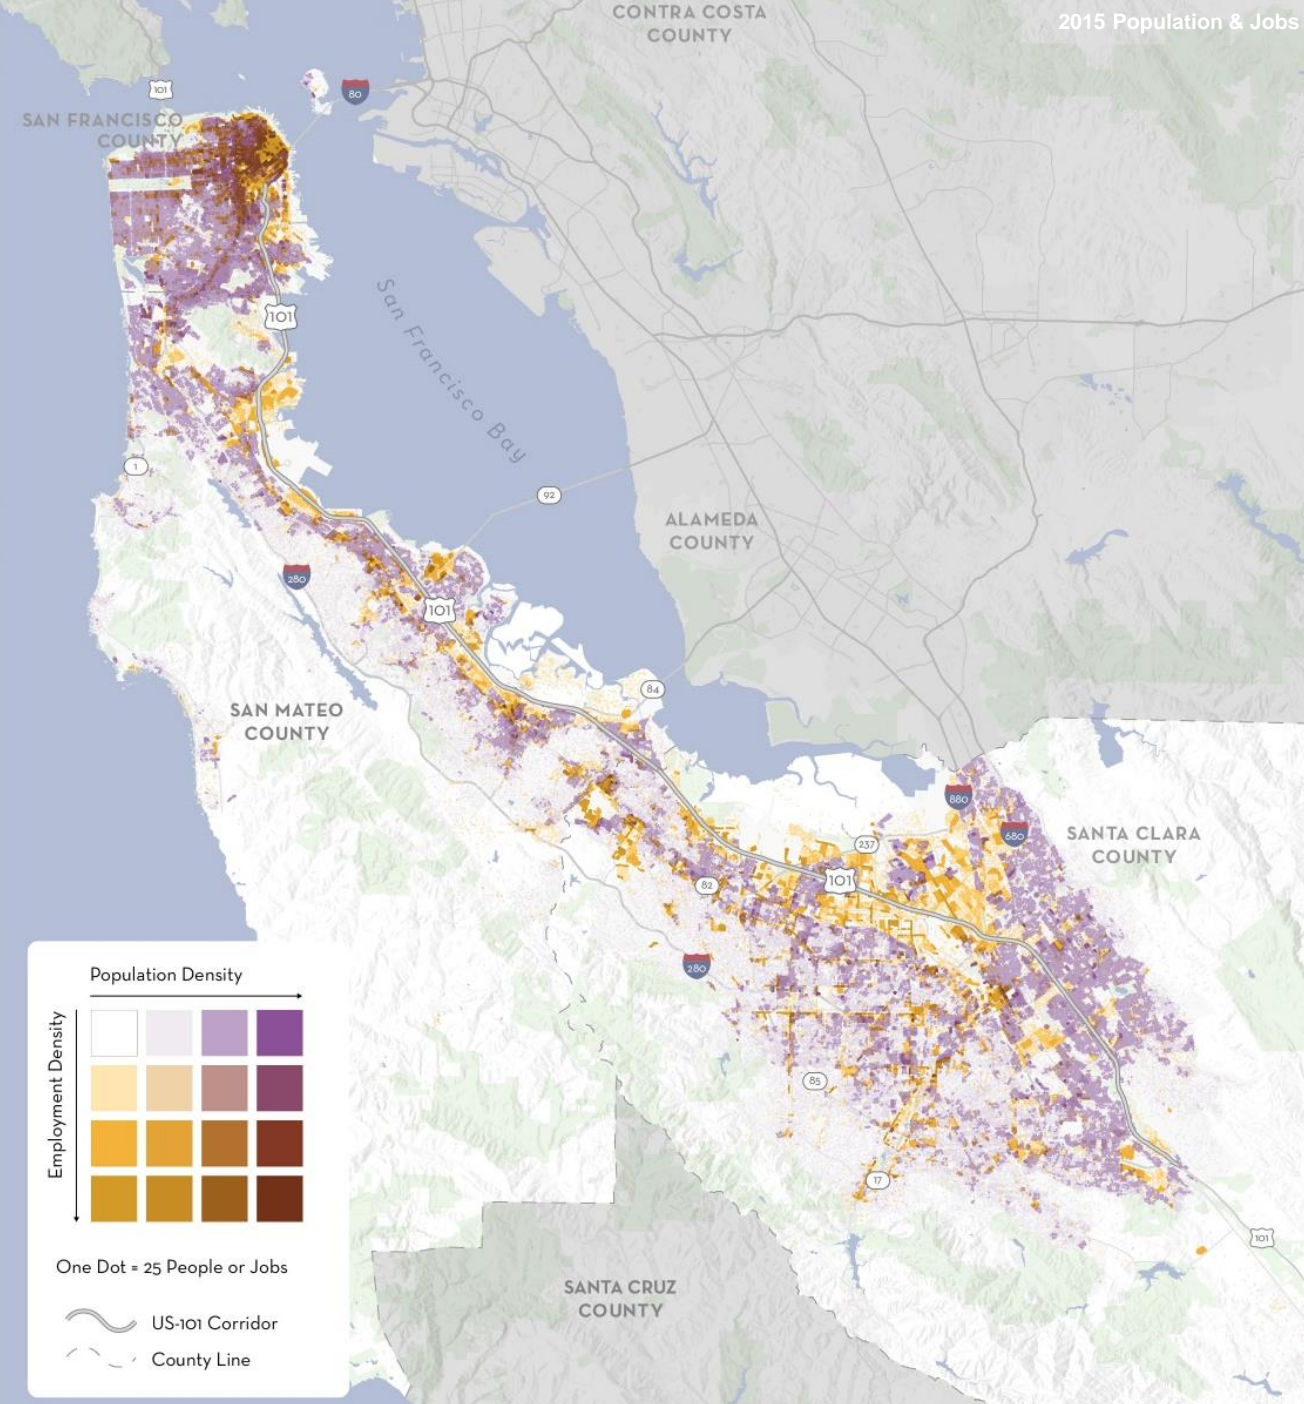 2015 Population & Jobs
CONTRA COSTA
COUNTY
101
80
SAN FRANCISCO
COUNTY
101
San Francisco Bay
1
92
ALAMEDA
COUNTY
280
101
84
SAN MATEO
COUNTY
880
680
SANTA CLARA
COUNTY
237
101
82
280
85
17
101
SANTA CRUZ
COUNTY
Population Density
Employment Density
One Dot = 25 People or Jobs
US-101 Corridor
County Line